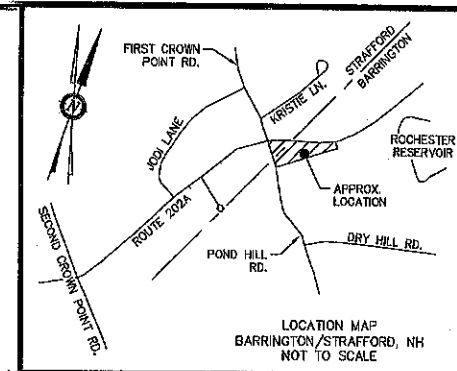 FIRST CROWN
POINT RD.
STRAFFORD
BARRINGTON
KRISTIE LN.
N
JODI LANE
ROCHESTER
RESERVOIR
APPROX.
LOCATION
ROUTE 202A
SECOND CROWN
POINT RD.
POND HILL
RD.
DRY HILL RD.
LOCATION MAP
BARRINGTON/STRAFFORD, NH
NOT TO SCALE